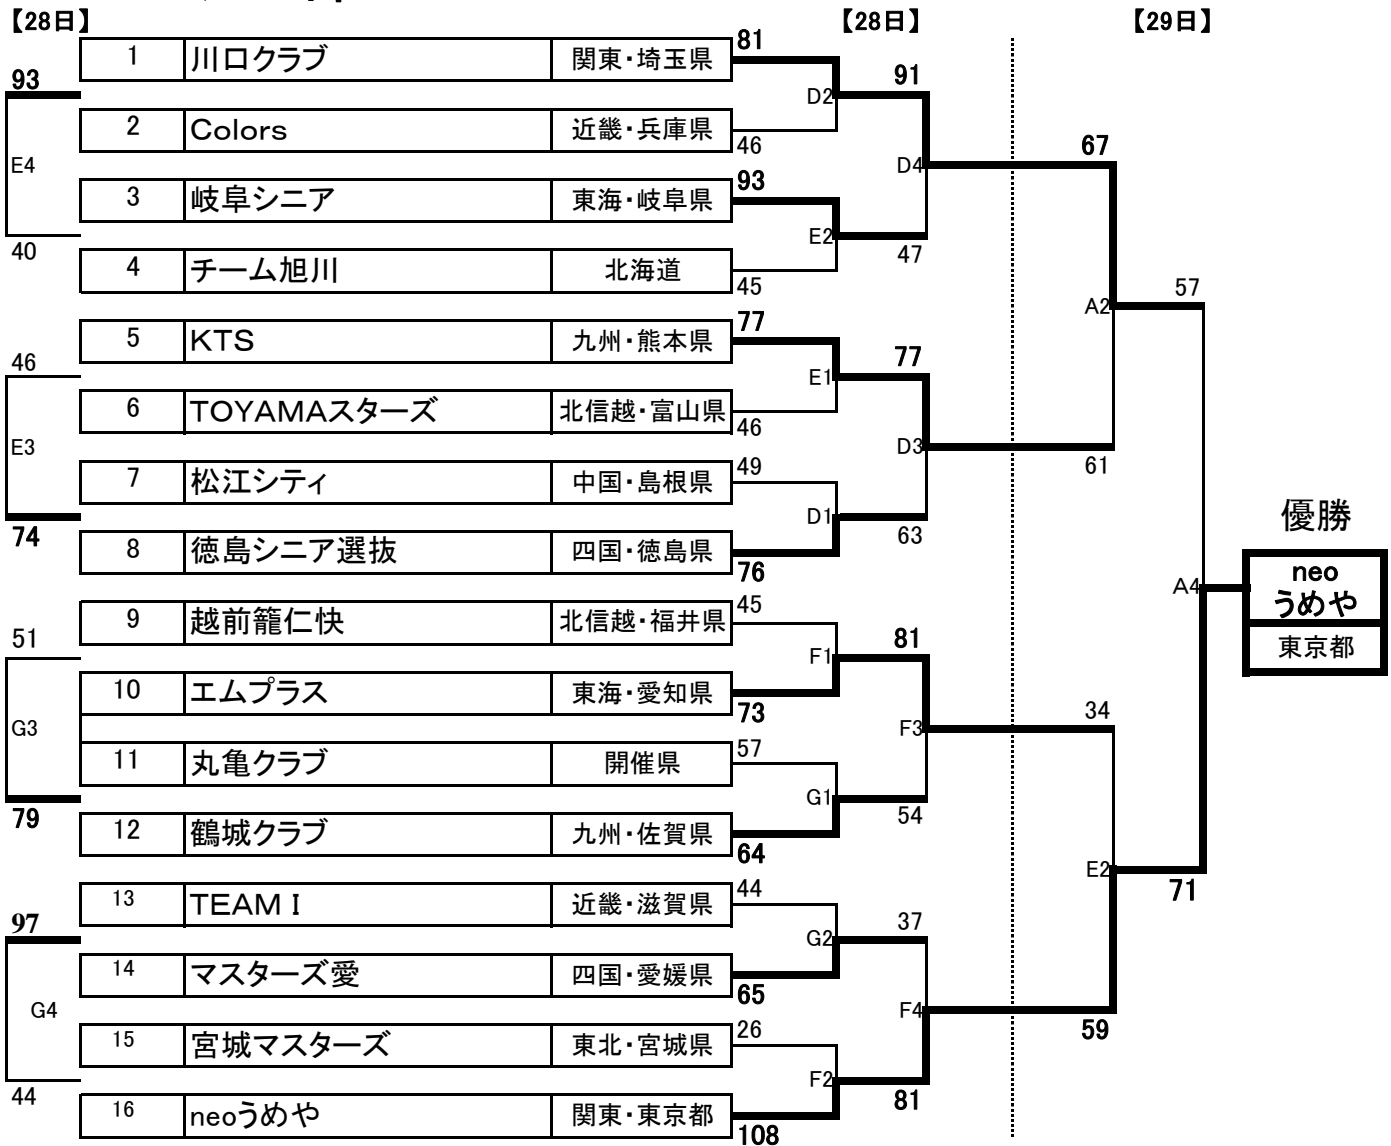 【28日】 【28日】 【29日】
1 川口クラブ 関東・埼玉県 81
93 91
D2
2 Colors 近畿・兵庫県 46
E4 D4 67
3 岐阜シニア 東海・岐阜県 93
E2
40 47
4 チーム旭川 北海道 45
57
A2
5 KTS 九州・熊本県 77
46 77
E1
6 TOYAMAスターズ 北信越・富山県 46
E3 D3
61
7 松江シティ 中国・島根県 49
D1
74 63
優勝
8 徳島シニア選抜 四国・徳島県 76
neo
A4
うめや
9 越前籠仁快 北信越・福井県 45
51 81
東京都
F1
10 エムプラス 東海・愛知県 73
34
G3 F3
11 丸亀クラブ 開催県 57
G1
79 54
12 鶴城クラブ 九州・佐賀県 64
E2
71
13 TEAM I 近畿・滋賀県 44
97 37
G2
14 マスターズ愛 四国・愛媛県 65
G4 F4
59
15 宮城マスターズ 東北・宮城県 26
F2
44 81
16 neoうめや 関東・東京都 108